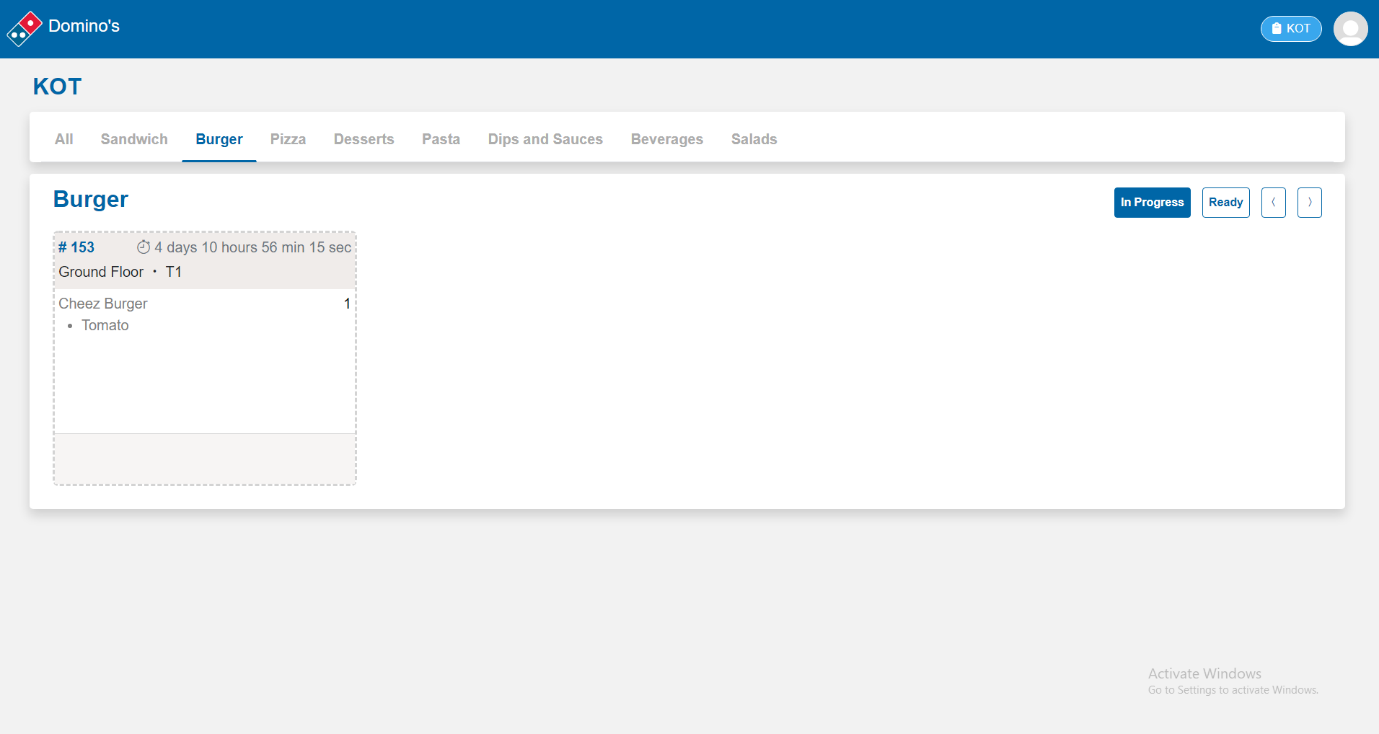 Domino's
KOT
KOT
All Sandwich Burger Pizza Desserts Pasta Dips and Sauces Beverages Salads
Burger
In Progress Ready 〈 〉
# 153 4 days 10 hours 56 min 15 sec
Ground Floor • T1
Cheez Burger 1
• Tomato
Activate Windows
Go to Settings to activate Windows.